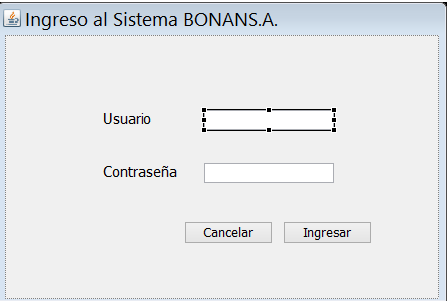 Ingreso al Sistema BONANS.A.
Usuario
Contraseña
Cancelar Ingresar